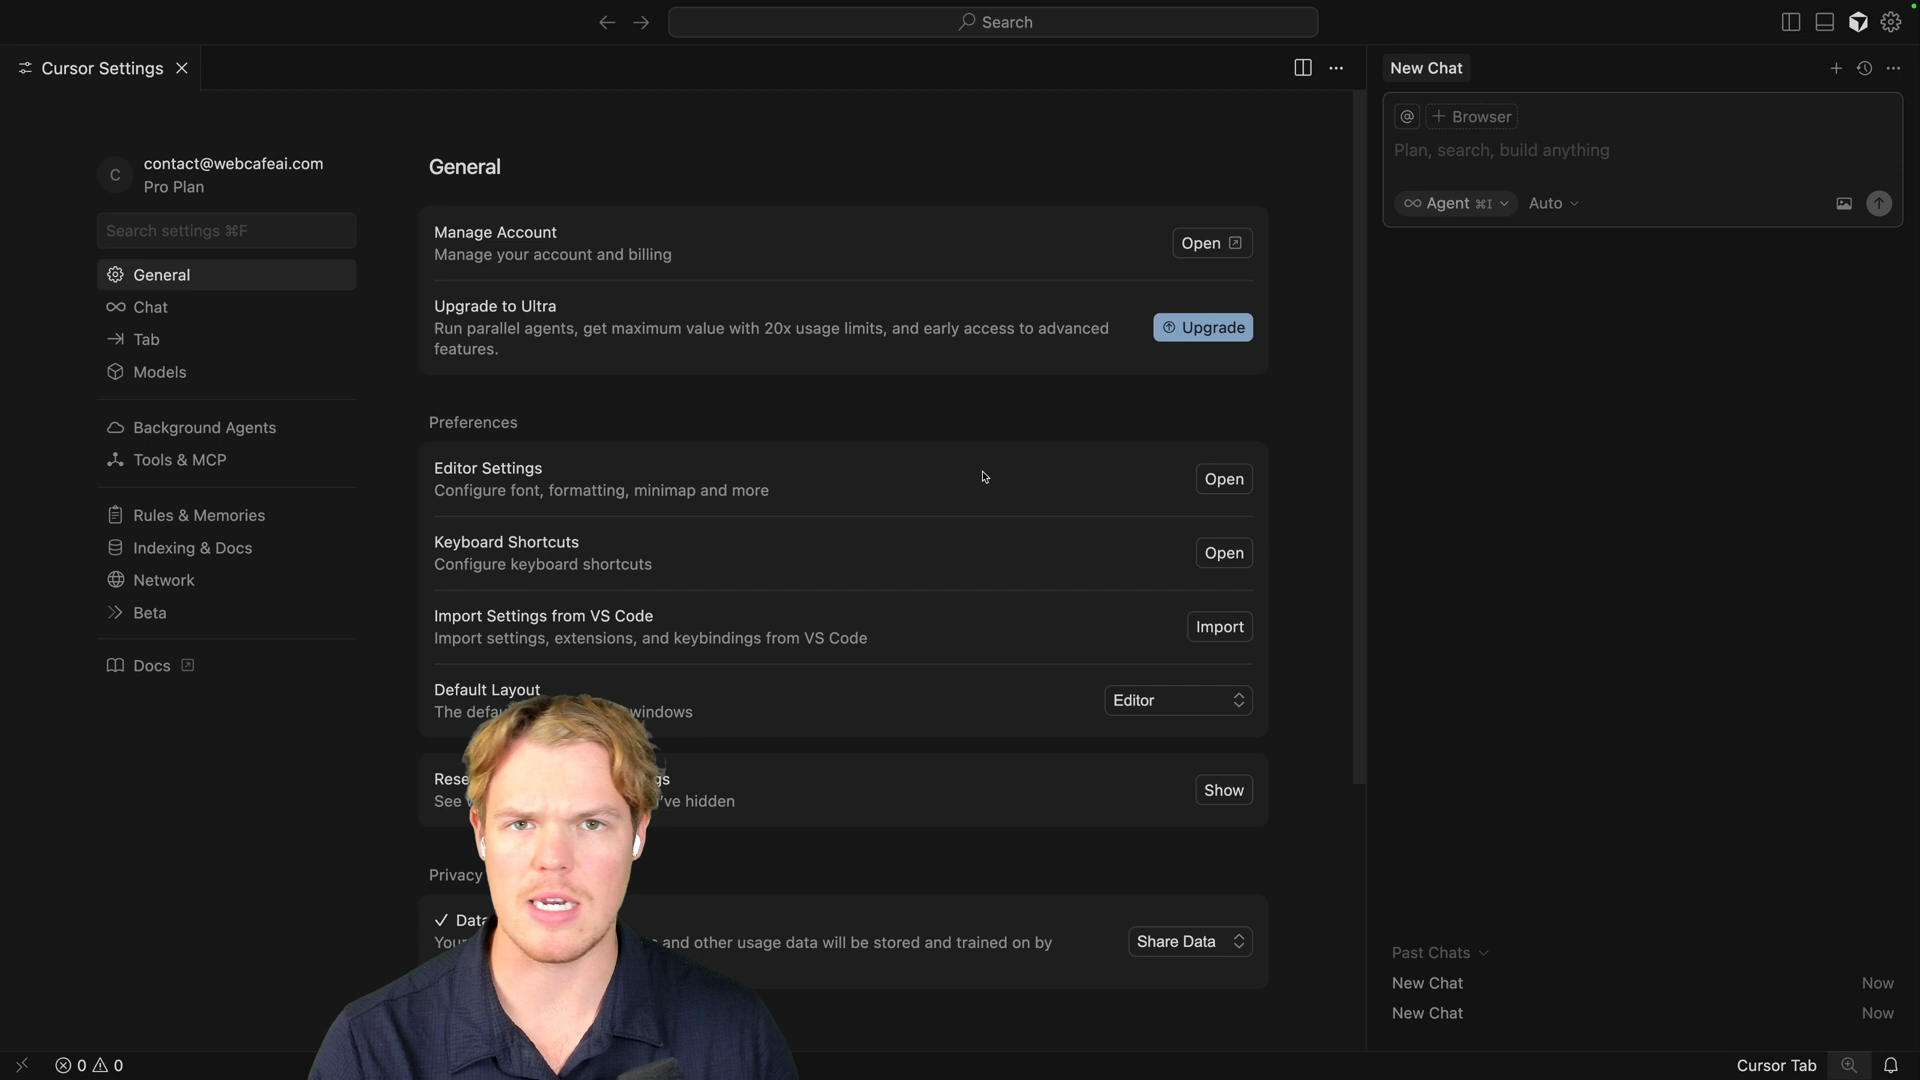 Search
Cursor Settings
contact@webcafeai.com
C
Pro Plan
Search settings ⌘F
General
Chat
Tab
Models
Background Agents
Tools & MCP
Rules & Memories
Indexing & Docs
Network
Beta
Docs
General
Manage Account
Manage your account and billing
Open
Upgrade to Ultra
Run parallel agents, get maximum value with 20x usage limits, and early access to advanced
features.
Upgrade
Preferences
Editor Settings
Configure font, formatting, minimap and more
Open
Keyboard Shortcuts
Configure keyboard shortcuts
Open
Import Settings from VS Code
Import settings, extensions, and keybindings from VS Code
Import
Default Layout
The windows
Editor
See 've hidden
Show
Privacy
✓ Data
and other usage data will be stored and trained on by
Share Data
New Chat
@ + Browser
Plan, search, build anything
Agent ⌘I
Auto
Past Chats
New Chat Now
New Chat Now
0 0
Cursor Tab